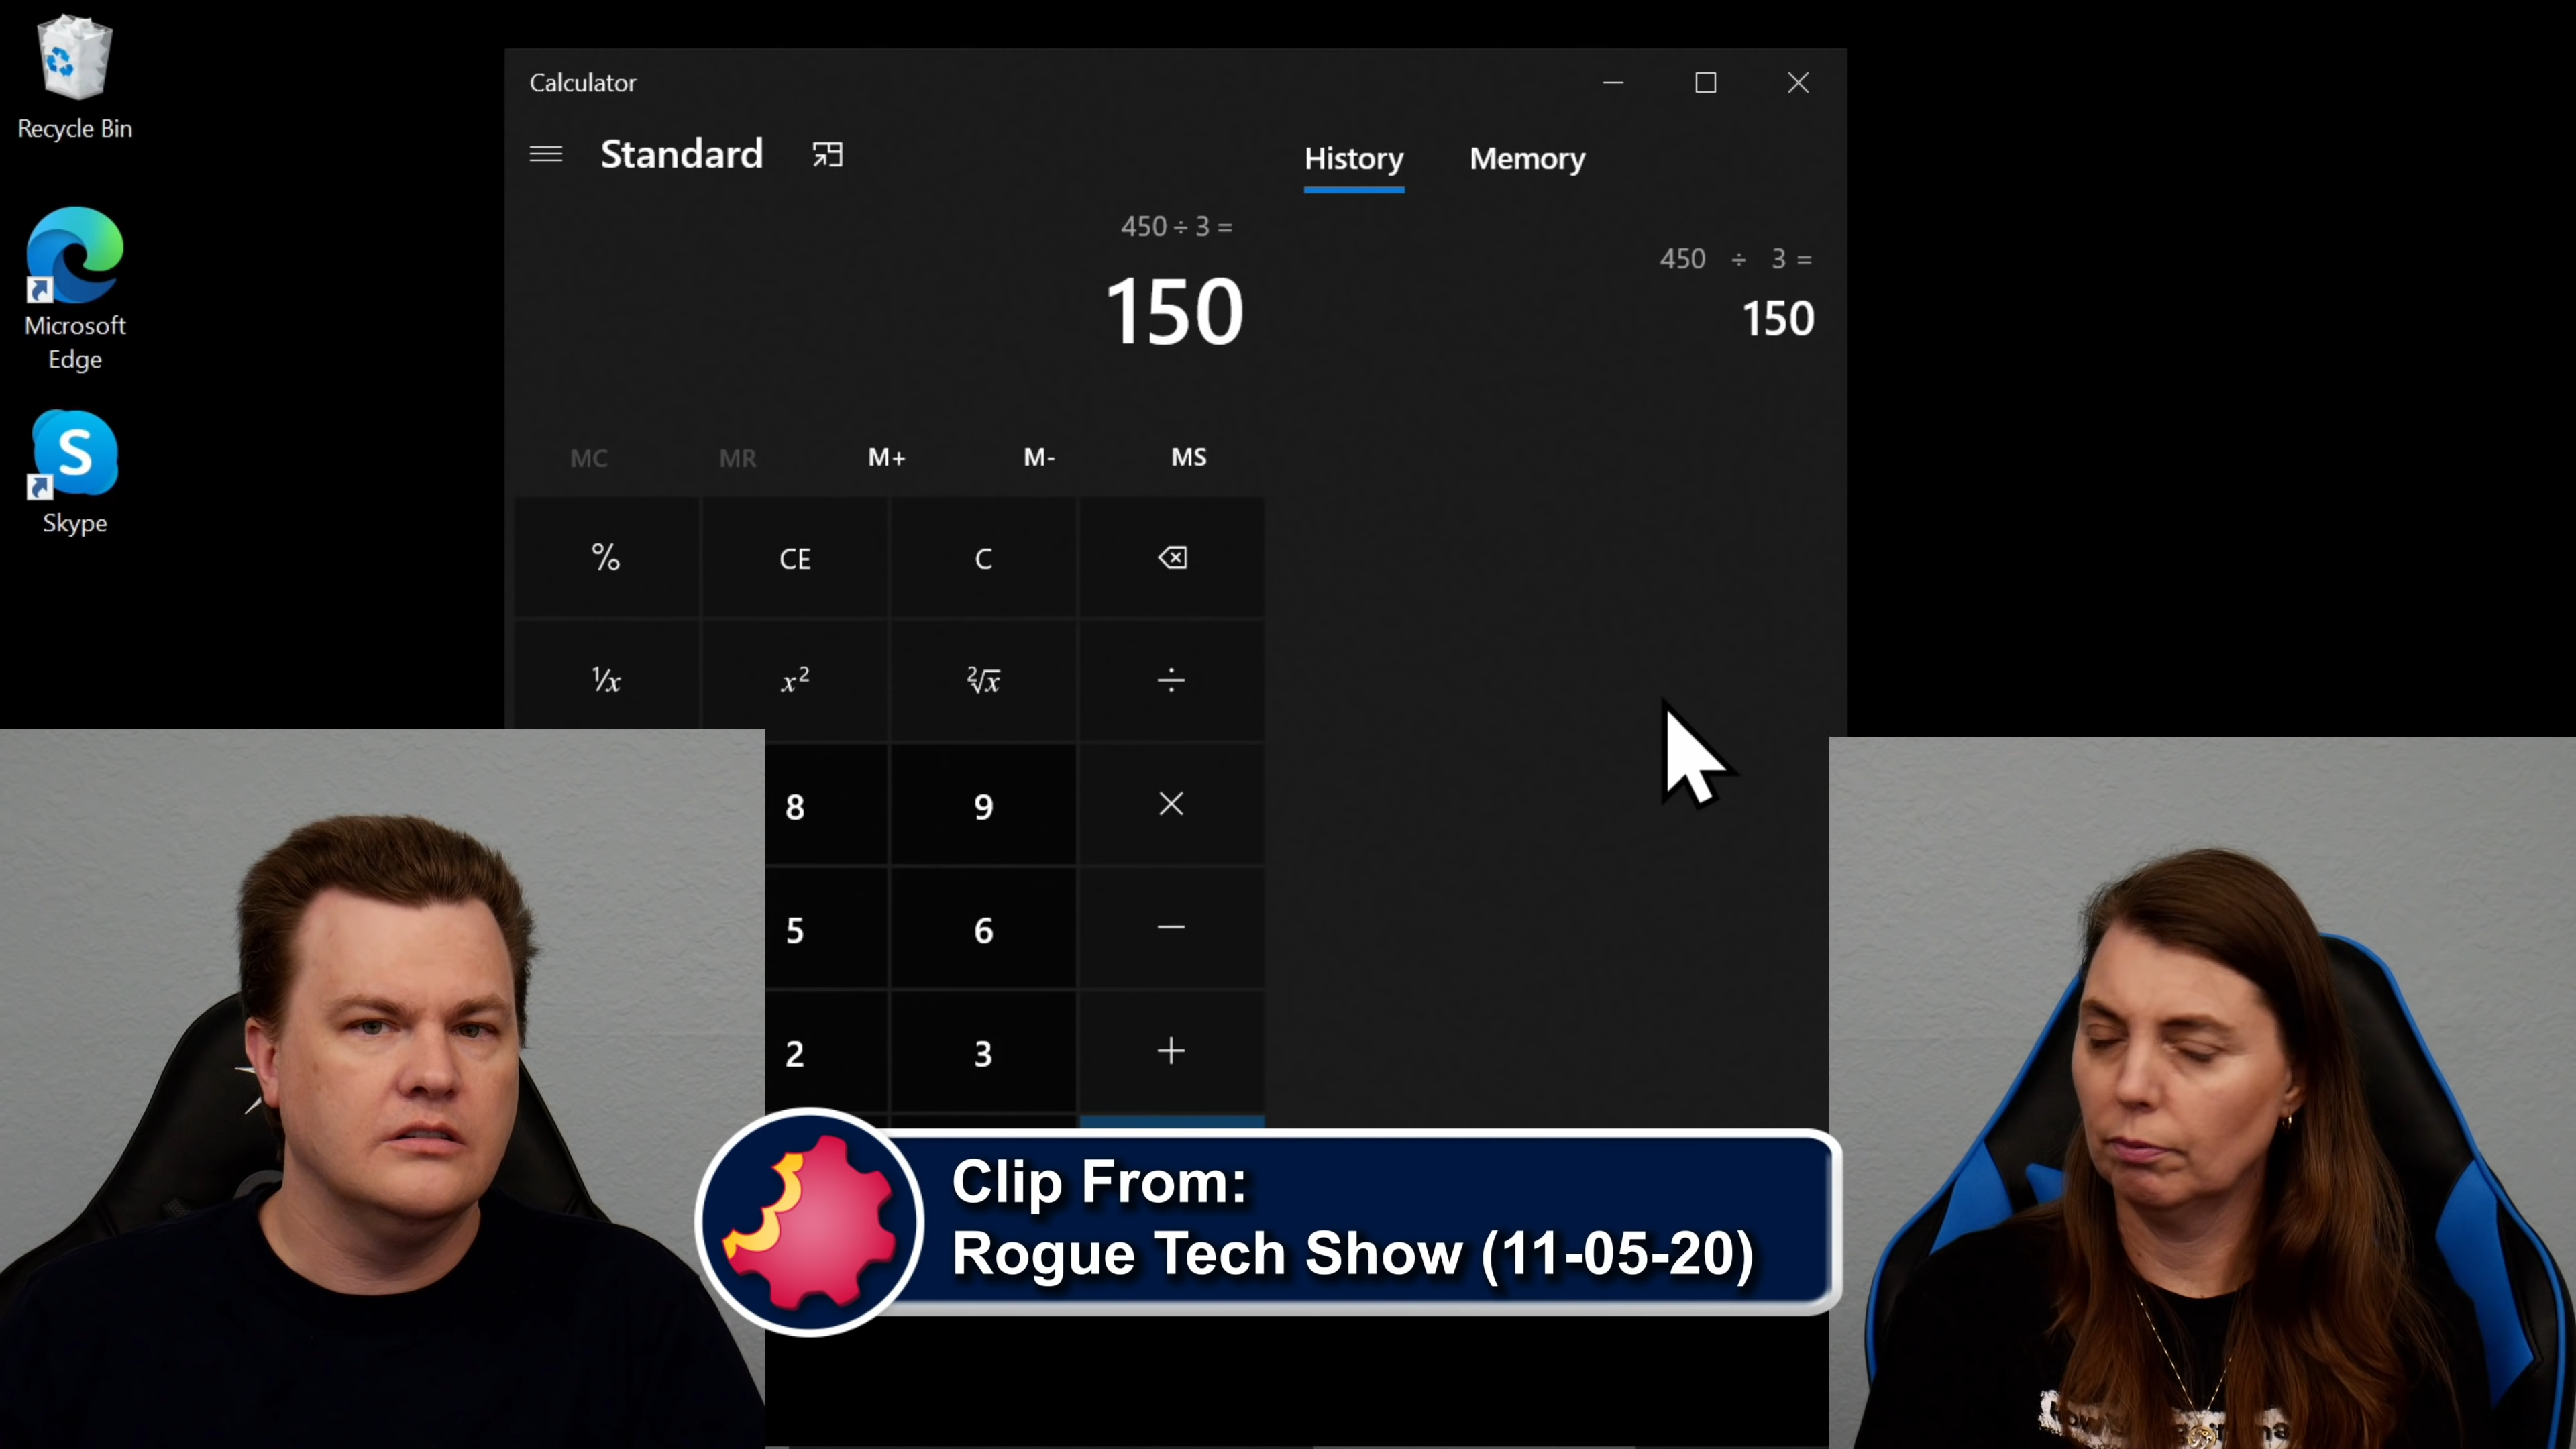 Recycle Bin
Microsoft
Edge
S
Skype
Calculator
Standard
History
Memory
450 ÷ 3 =
150
450 ÷ 3 =
150
MC MR M+ M- MS
% CE C
¹⁄x x² ²√x ÷
8 9 ×
5 6 −
2 3 +
Clip From:
Rogue Tech Show (11-05-20)